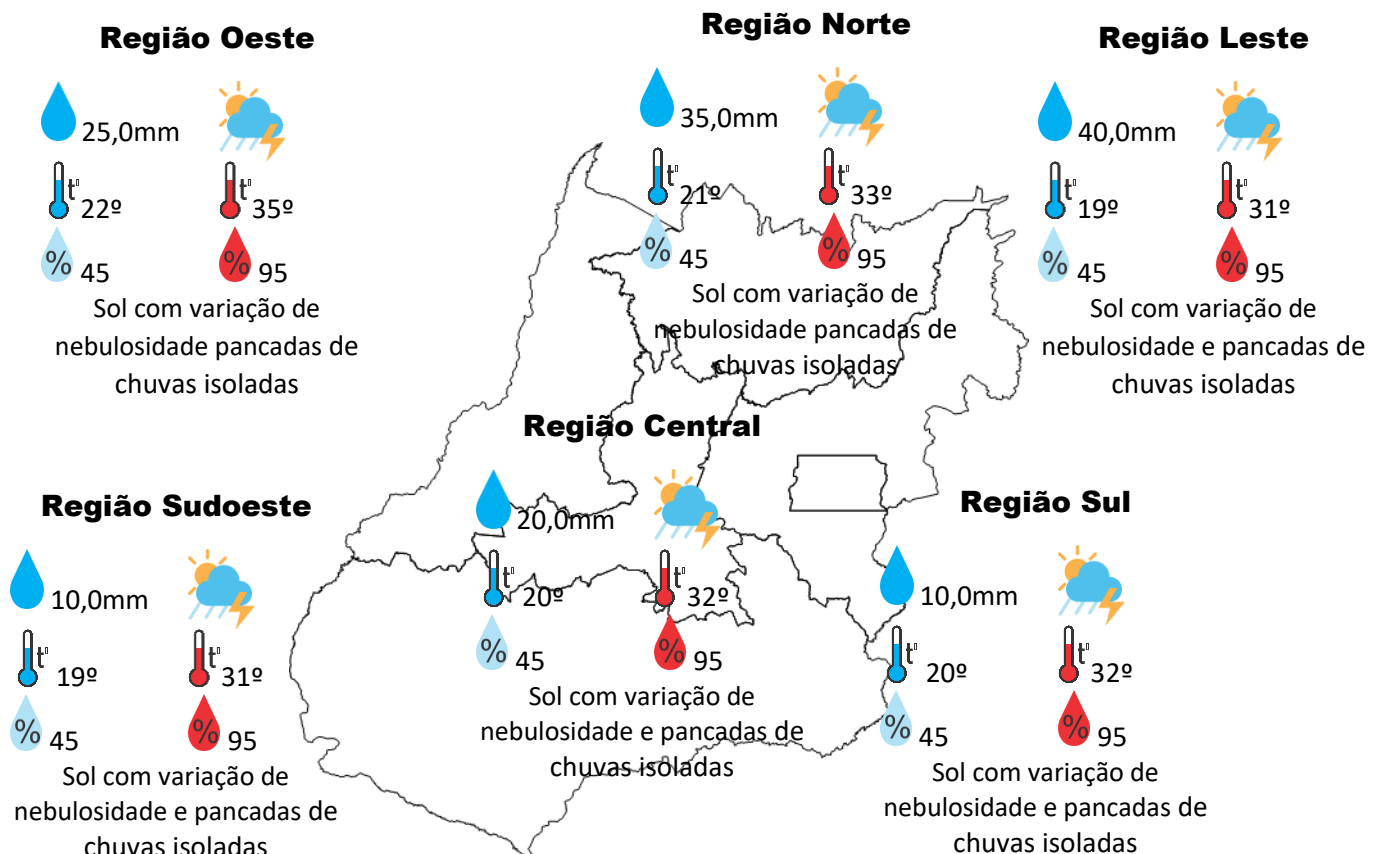 Região Oeste
25,0mm
t°
t°
22º
35º
%
%
45
95
Sol com variação de
nebulosidade pancadas de
chuvas isoladas
Região Norte
35,0mm
t°
t°
21º
33º
%
%
45
95
Sol com variação de
nebulosidade pancadas de
chuvas isoladas
Região Leste
40,0mm
t°
t°
19º
31º
%
%
45
95
Sol com variação de
nebulosidade e pancadas de
chuvas isoladas
Região Central
20,0mm
t°
t°
20º
32º
%
%
45
95
Sol com variação de
nebulosidade e pancadas de
chuvas isoladas
Região Sudoeste
10,0mm
t°
t°
19º
31º
%
%
45
95
Sol com variação de
nebulosidade e pancadas de
chuvas isoladas
Região Sul
10,0mm
t°
t°
20º
32º
%
%
45
95
Sol com variação de
nebulosidade e pancadas de
chuvas isoladas